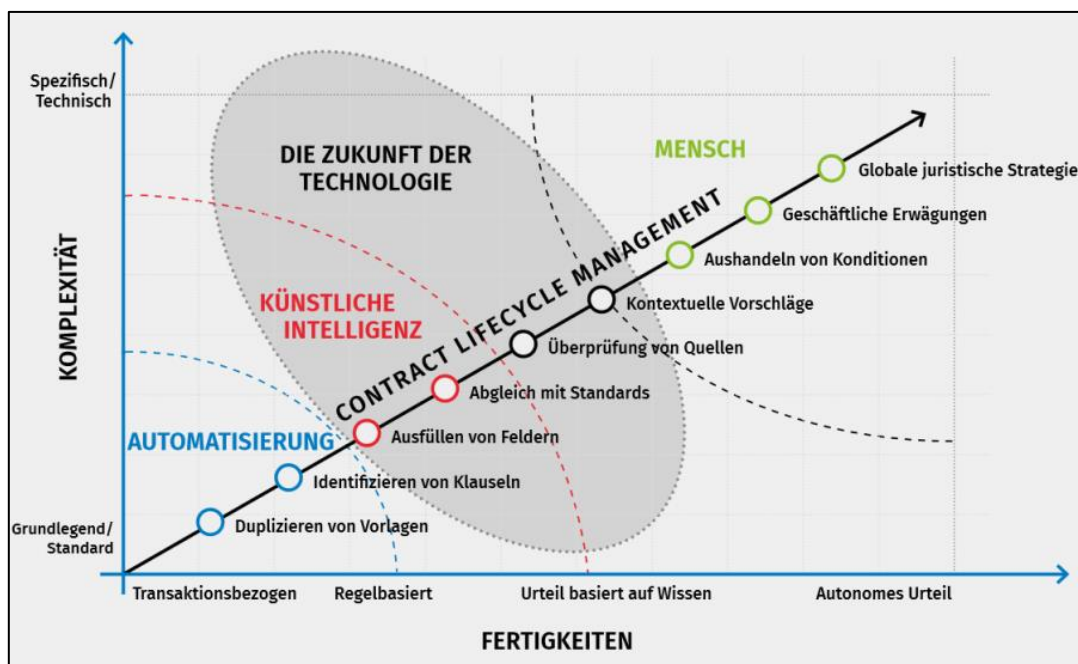 Spezifisch/
Technisch
DIE ZUKUNFT DER
TECHNOLOGIE
MENSCH
Globale juristische Strategie
Geschäftliche Erwägungen
Aushandeln von Konditionen
CONTRACT LIFECYCLE MANAGEMENT
Kontextuelle Vorschläge
KOMPLEXITÄT
KÜNSTLICHE
INTELLIGENZ
Überprüfung von Quellen
Abgleich mit Standards
AUTOMATISIERUNG
Ausfüllen von Feldern
Identifizieren von Klauseln
Duplizieren von Vorlagen
Grundlegend/
Standard
Transaktionsbezogen
Regelbasiert
Urteil basiert auf Wissen
Autonomes Urteil
FERTIGKEITEN